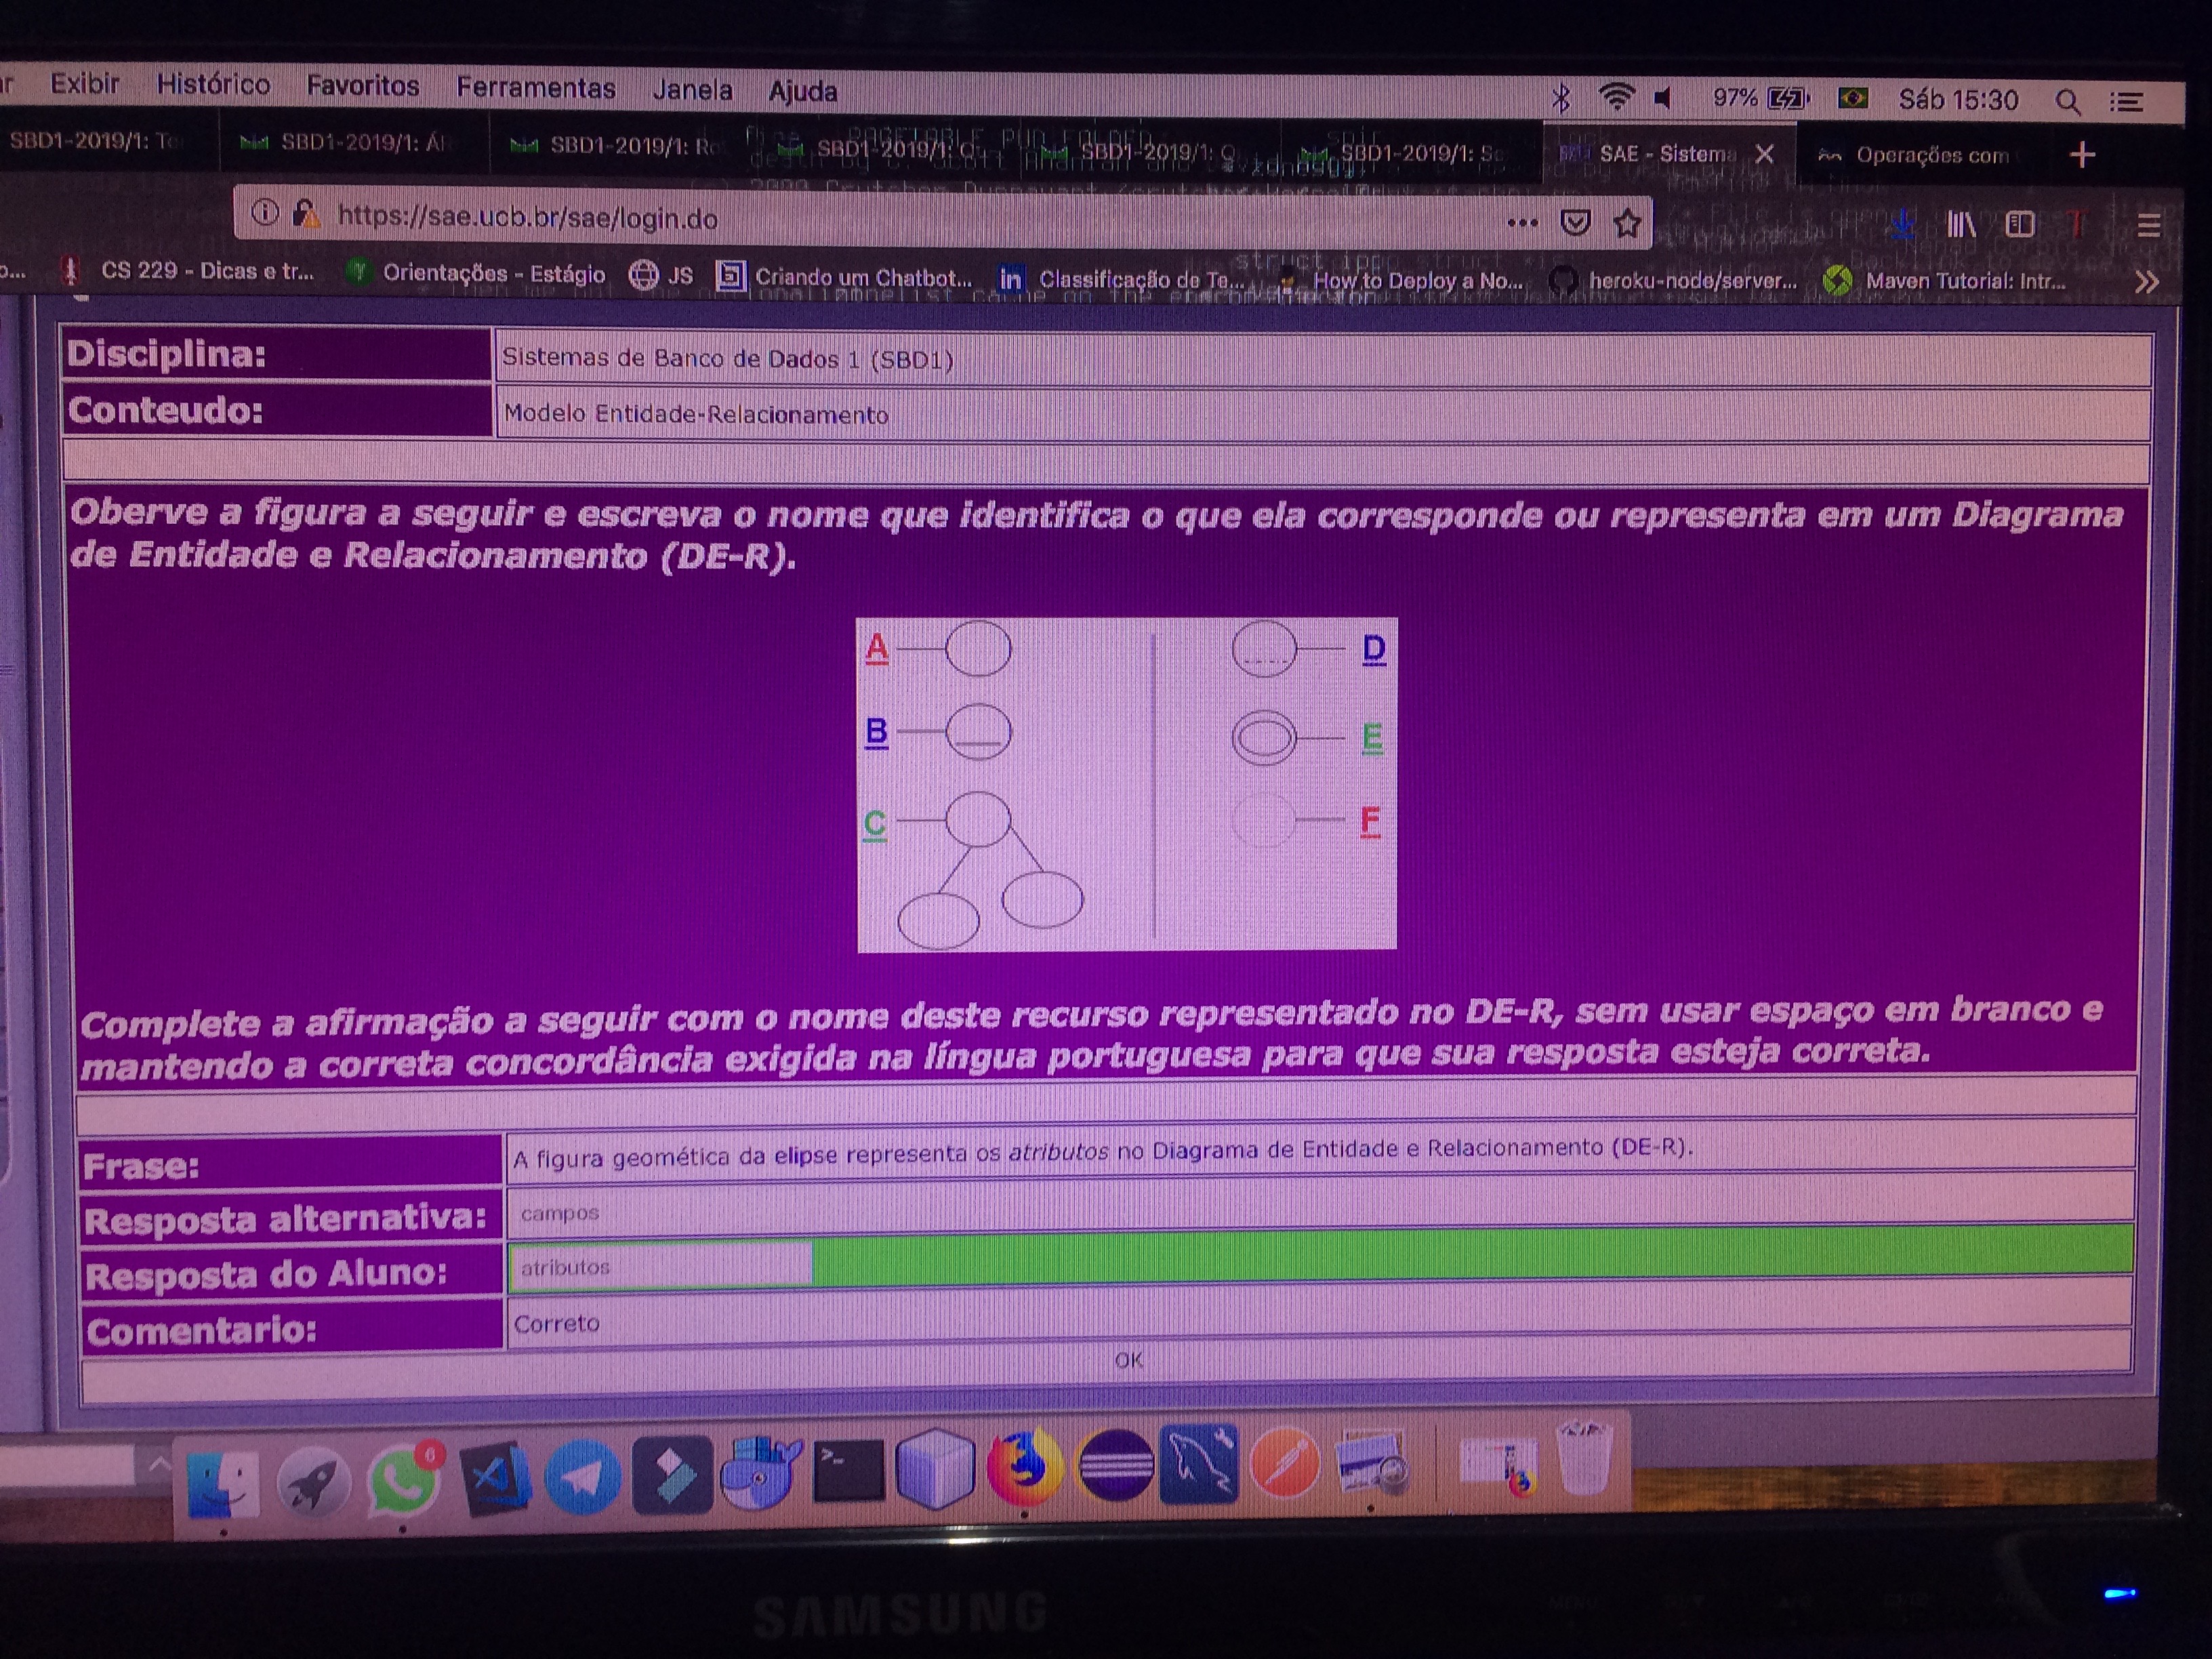 Exibir Histórico Favoritos Ferramentas Janela Ajuda 97% Sáb 15:30
SBD1-2019/1: SBD1-2019/1: SBD1-2019/1: SBD1-2019/1: SBD1-2019/1: SBD1-2019/1: SAE - Sistema Operações com
https://sae.ucb.br/sae/login.do
CS 229 - Dicas e tr... Orientações - Estágio JS Criando um Chatbot... in Classificação de Te... How to Deploy a No... heroku-node/server... Maven Tutorial: Intr...
Disciplina: Sistemas de Banco de Dados 1 (SBD1)
Conteudo: Modelo Entidade-Relacionamento
Oberve a figura a seguir e escreva o nome que identifica o que ela corresponde ou representa em um Diagrama
de Entidade e Relacionamento (DE-R).
A D
B E
C F
Complete a afirmação a seguir com o nome deste recurso representado no DE-R, sem usar espaço em branco e
mantendo a correta concordância exigida na língua portuguesa para que sua resposta esteja correta.
Frase: A figura geomética da elipse representa os atributos no Diagrama de Entidade e Relacionamento (DE-R).
Resposta alternativa: campos
Resposta do Aluno: atributos
Comentario: Correto
OK
6
SAMSUNG